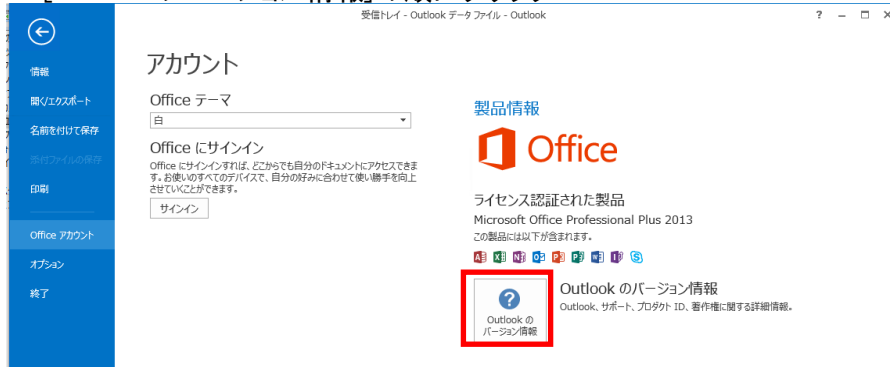 受信トレイ - Outlook データ ファイル - Outlook
情報
開く/エクスポート
名前を付けて保存
添付ファイルの保存
印刷
Office アカウント
オプション
終了
アカウント
Office テーマ
白
Office にサインイン
Office にサインインすれば、どこからでも自分のドキュメントにアクセスできま
す。お使いのすべてのデバイスで、自分の好みに合わせて使い勝手を向上
させていくことができます。
サインイン
製品情報
Office
ライセンス認証された製品
Microsoft Office Professional Plus 2013
この製品には以下が含まれます。
Outlook の
バージョン情報
Outlook のバージョン情報
Outlook、サポート、プロダクト ID、著作権に関する詳細情報。